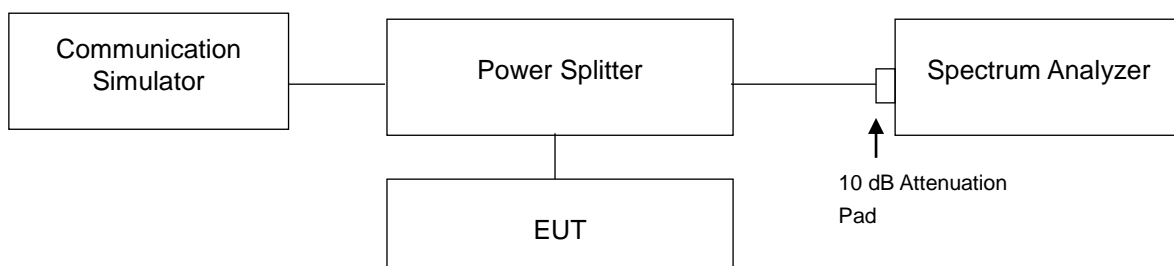 Communication
Simulator
Power Splitter
Spectrum Analyzer
10 dB Attenuation
Pad
EUT